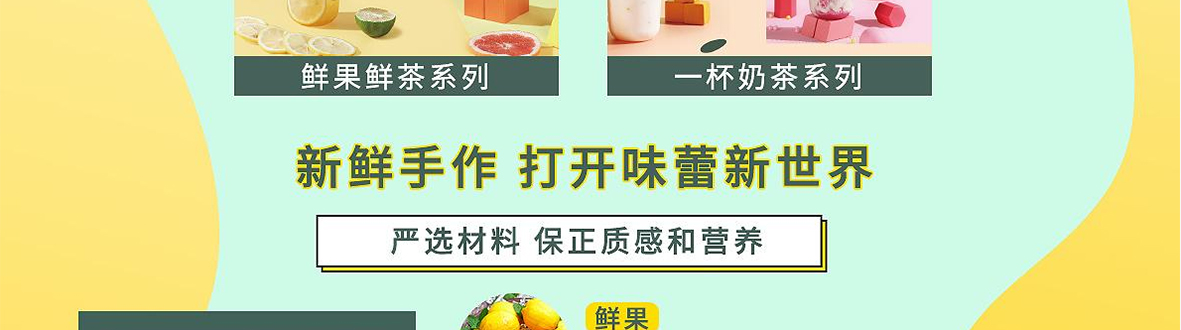 鲜果鲜茶系列
一杯奶茶系列
新鲜手作 打开味蕾新世界
严选材料 保正质感和营养
鲜果